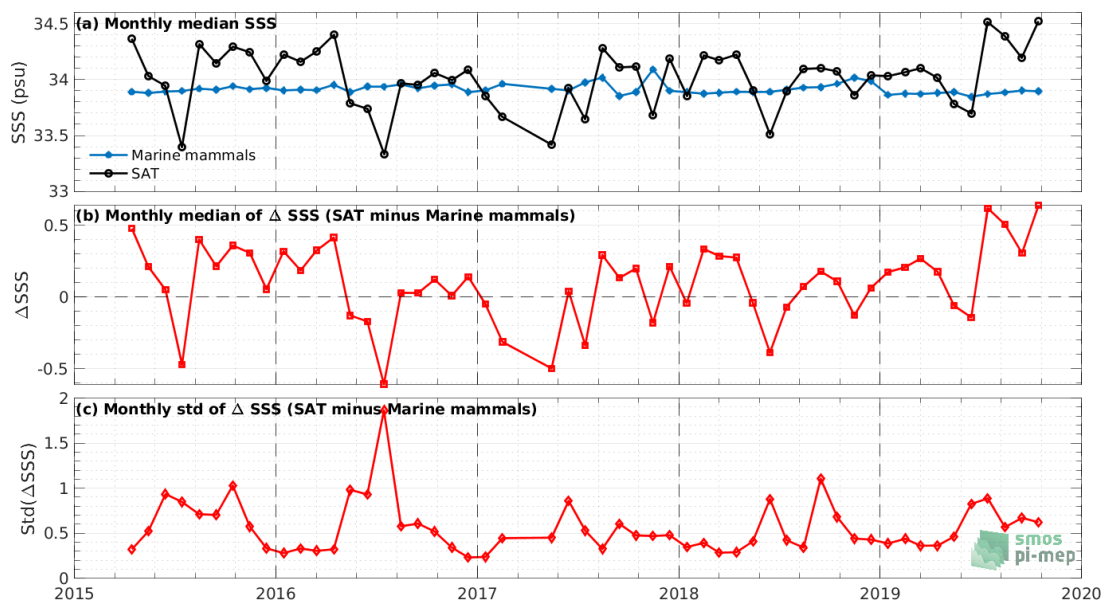 (a) Monthly median SSS
34.5
34
33.5
33
SSS (psu)
Marine mammals
SAT
(b) Monthly median of Δ SSS (SAT minus Marine mammals)
0.5
0
-0.5
ΔSSS
(c) Monthly std of Δ SSS (SAT minus Marine mammals)
2
1.5
1
0.5
0
Std(ΔSSS)
smos
pi-mep
2015 2016 2017 2018 2019 2020